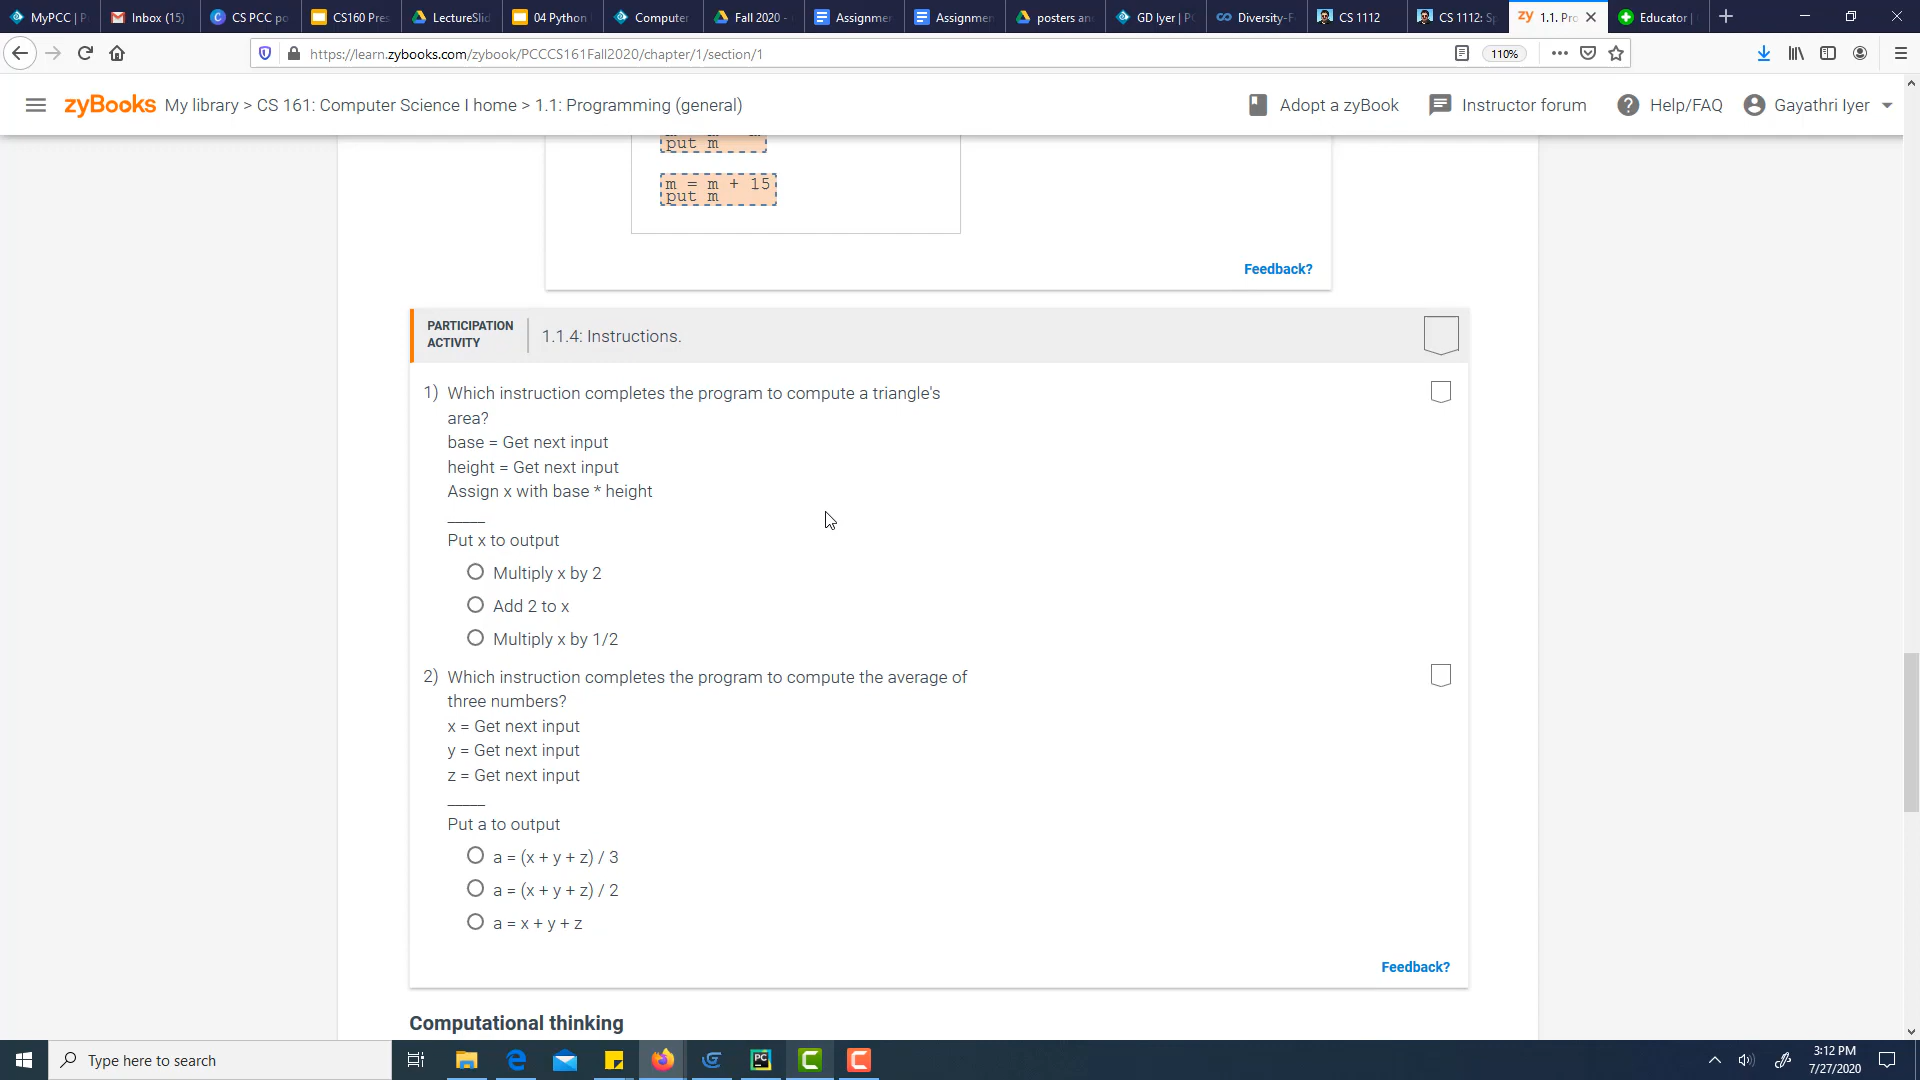 MyPCC | P
Inbox (15)
CS PCC po
CS160 Pres
LectureSlid
04 Python
Computer
Fall 2020 -
Assignmen
Assignmen
posters an
GD Iyer | PC
Diversity-F
CS 1112
CS 1112: Sp
zy 1.1. Pro
Educator |
https://learn.zybooks.com/zybook/PCCCS161Fall2020/chapter/1/section/1
110%
zyBooks My library > CS 161: Computer Science I home > 1.1: Programming (general)
Adopt a zyBook
Instructor forum
Help/FAQ
Gayathri Iyer
put m
m = m + 15
put m
Feedback?
PARTICIPATION
ACTIVITY
1.1.4: Instructions.
1) Which instruction completes the program to compute a triangle's
area?
base = Get next input
height = Get next input
Assign x with base * height
_____
Put x to output
Multiply x by 2
Add 2 to x
Multiply x by 1/2
2) Which instruction completes the program to compute the average of
three numbers?
x = Get next input
y = Get next input
z = Get next input
_____
Put a to output
a = (x + y + z) / 3
a = (x + y + z) / 2
a = x + y + z
Feedback?
Computational thinking
Type here to search
3:12 PM
7/27/2020